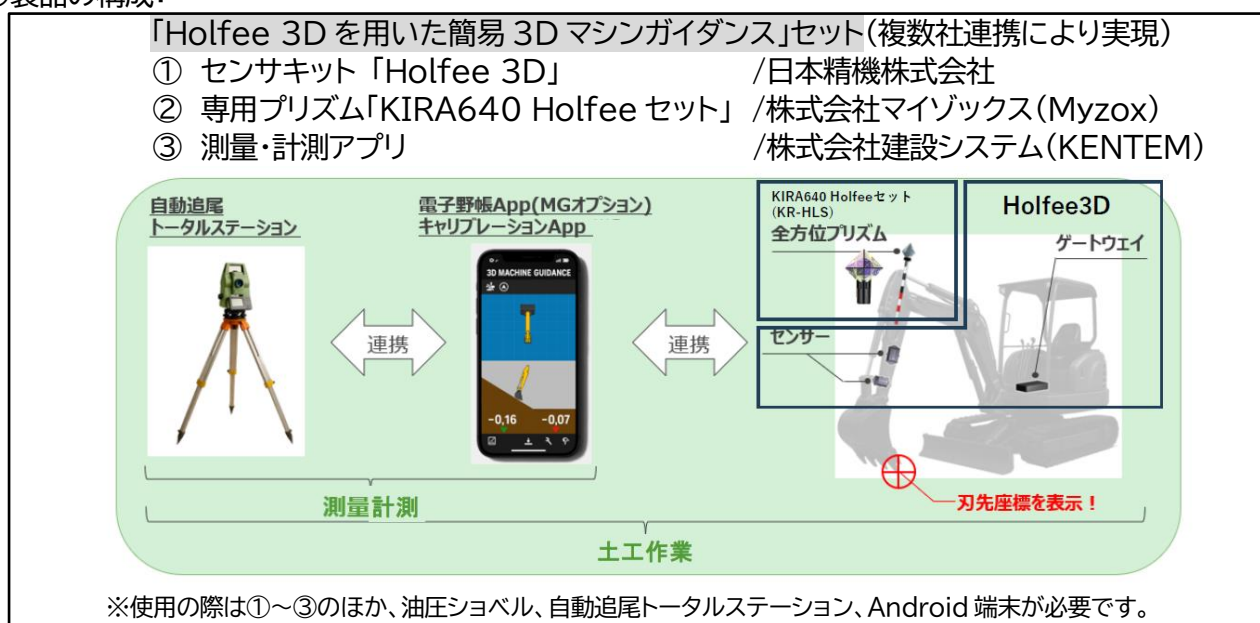 「Holfee 3D を用いた簡易 3D マシンガイダンス」セット(複数社連携により実現)
① センサキット 「Holfee 3D」 /日本精機株式会社
② 専用プリズム「KIRA640 Holfee セット」 /株式会社マイゾックス(Myzox)
③ 測量・計測アプリ /株式会社建設システム(KENTEM)
自動追尾
トータルステーション
電子野帳App(MGオプション)
キャリブレーションApp
KIRA640 Holfeeセット
(KR-HLS)
全方位プリズム
Holfee3D
ゲートウェイ
3D MACHINE GUIDANCE
連携
連携
センサー
-0,16 -0,07
刃先座標を表示!
測量計測
土工作業
※使用の際は①~③のほか、油圧ショベル、自動追尾トータルステーション、Android 端末が必要です。